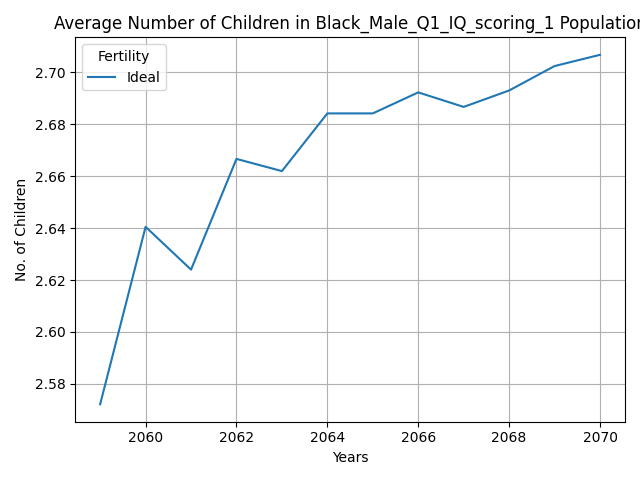 Average Number of Children in Black_Male_Q1_IQ_scoring_1 Population
Fertility
Ideal
No. of Children
2.70
2.68
2.66
2.64
2.62
2.60
2.58
2060 2062 2064 2066 2068 2070
Years